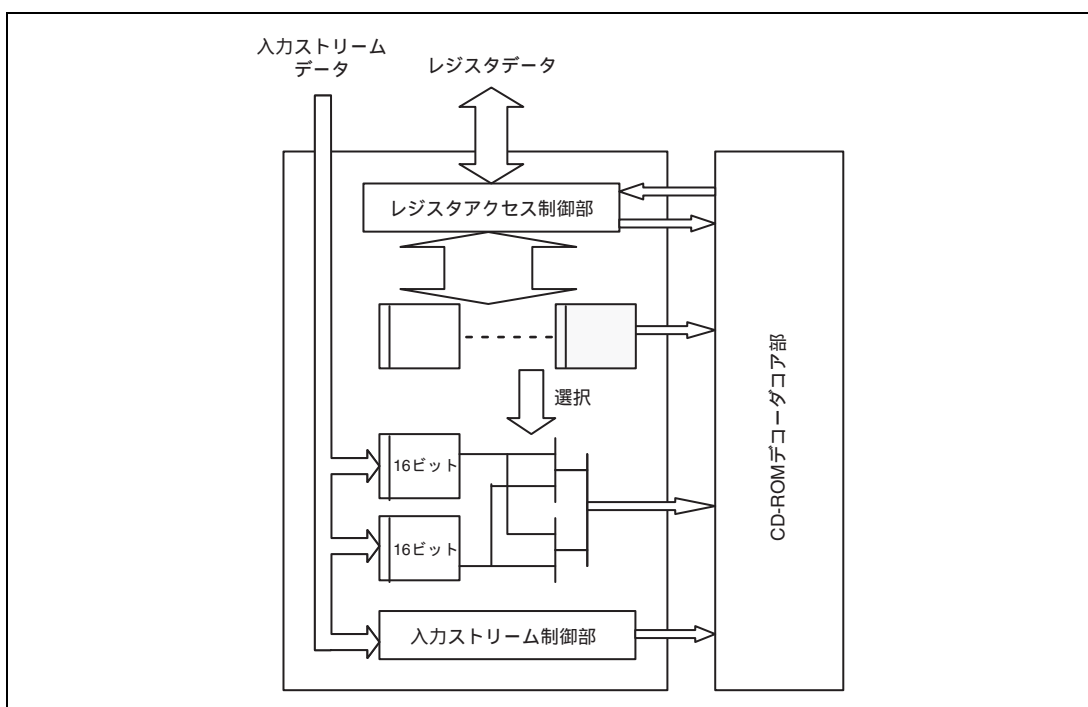 入力ストリーム
データ
レジスタデータ
レジスタアクセス制御部
選択
16ビット
16ビット
入力ストリーム制御部
CD-ROMデコーダコア部